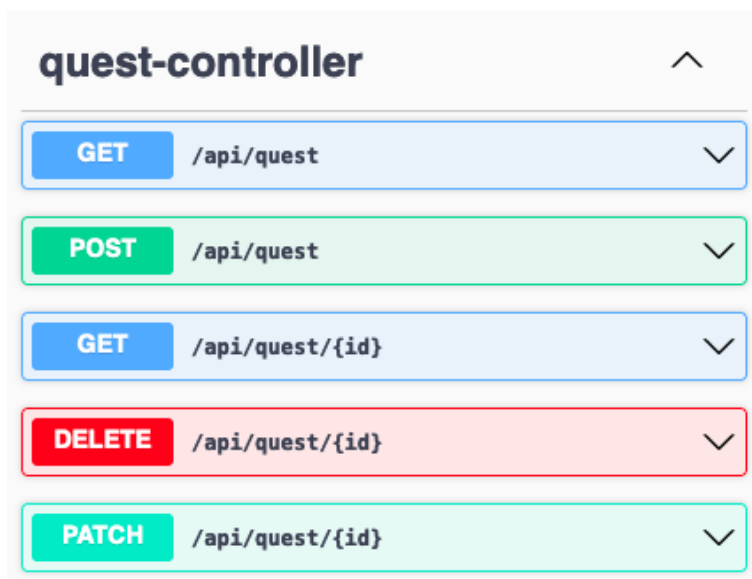 quest-controller
GET /api/quest
POST /api/quest
GET /api/quest/{id}
DELETE /api/quest/{id}
PATCH /api/quest/{id}